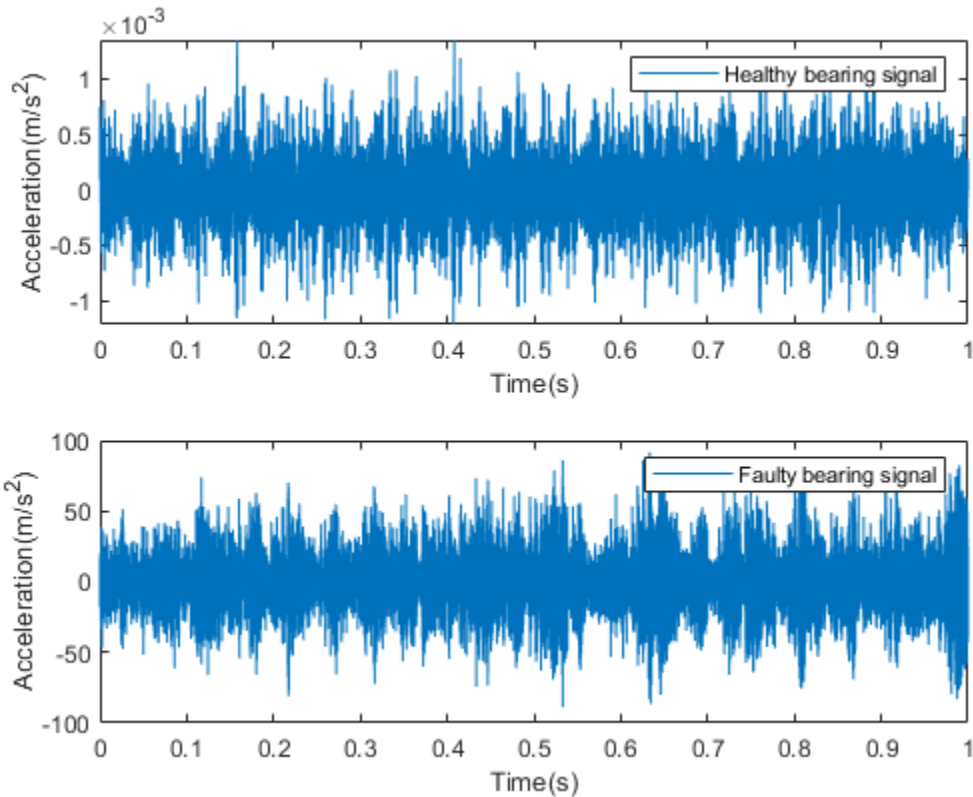 ×10⁻³
Healthy bearing signal
Acceleration(m/s²)
1
0.5
0
-0.5
-1
0 0.1 0.2 0.3 0.4 0.5 0.6 0.7 0.8 0.9 1
Time(s)
Faulty bearing signal
Acceleration(m/s²)
100
50
0
-50
-100
0 0.1 0.2 0.3 0.4 0.5 0.6 0.7 0.8 0.9 1
Time(s)